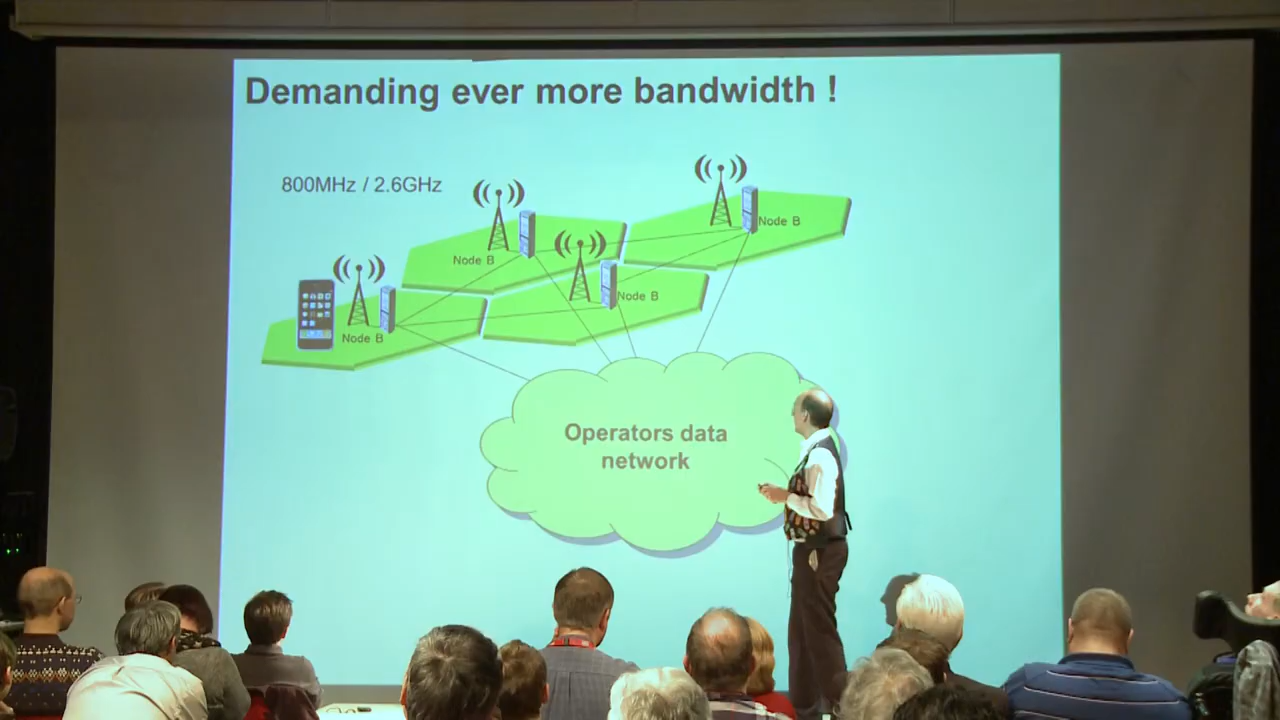 Demanding ever more bandwidth !
800MHz / 2.6GHz
Node B
Node B
Node B
Node B
Operators data
network